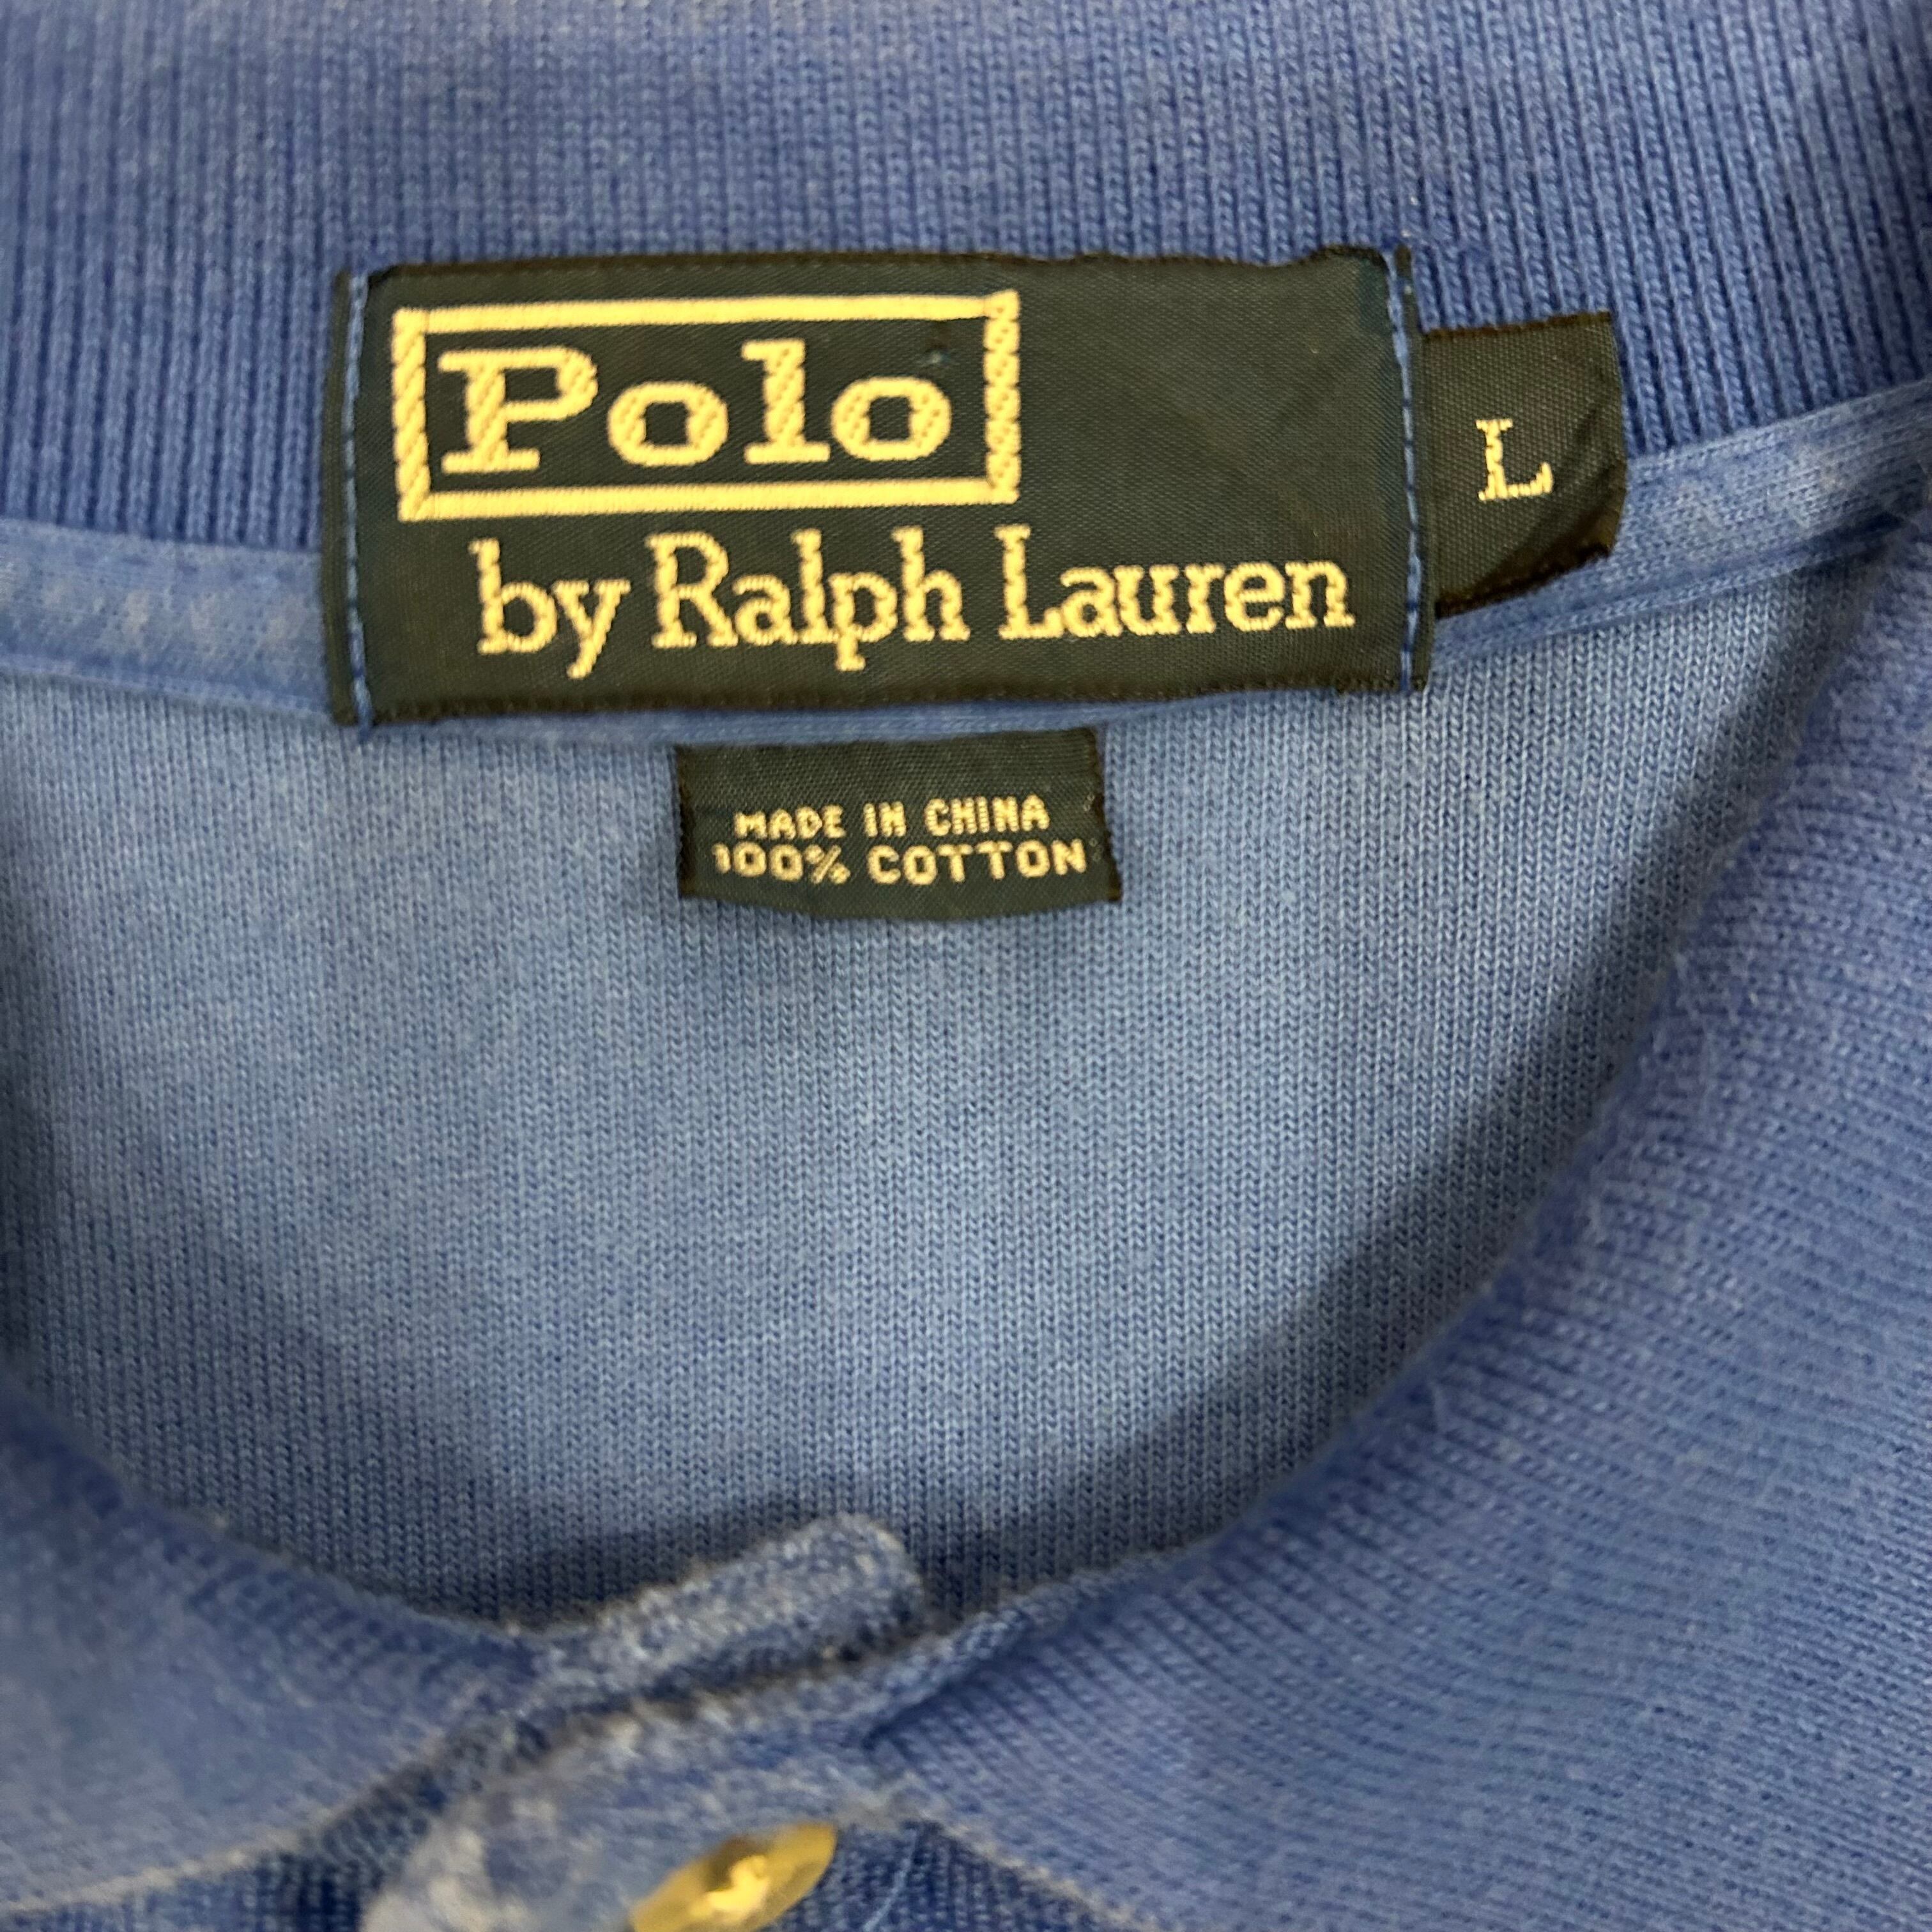 Polo
by Ralph Lauren
L
MADE IN CHINA
100% COTTON